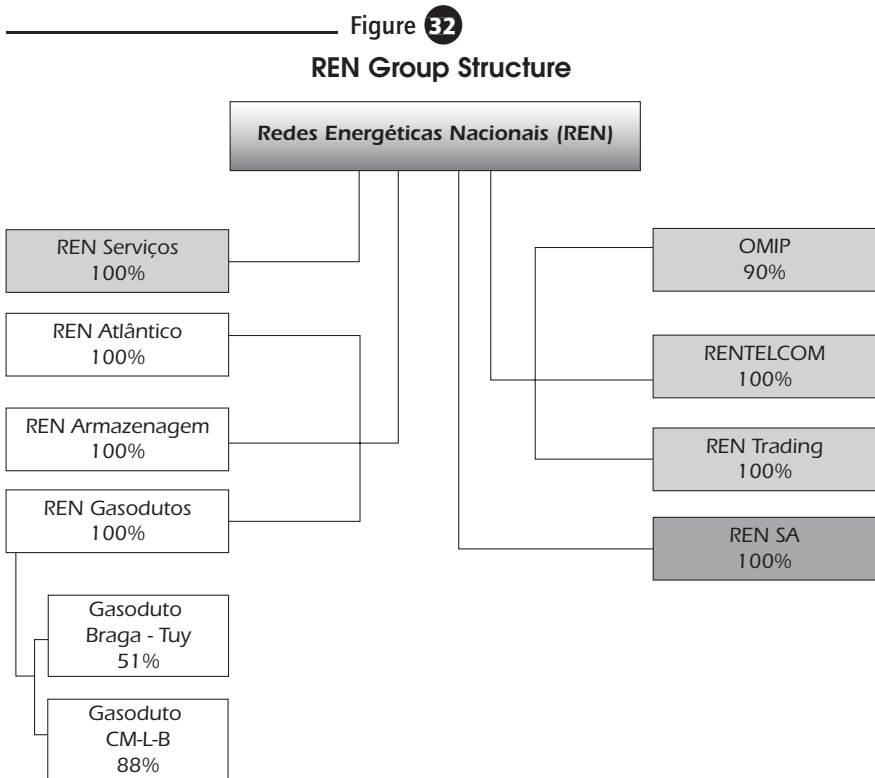 Figure 32
REN Group Structure
Redes Energéticas Nacionais (REN)
REN Serviços
100%
REN Atlântico
100%
REN Armazenagem
100%
REN Gasodutos
100%
Gasoduto
Braga - Tuy
51%
Gasoduto
CM-L-B
88%
OMIP
90%
RENTELCOM
100%
REN Trading
100%
REN SA
100%